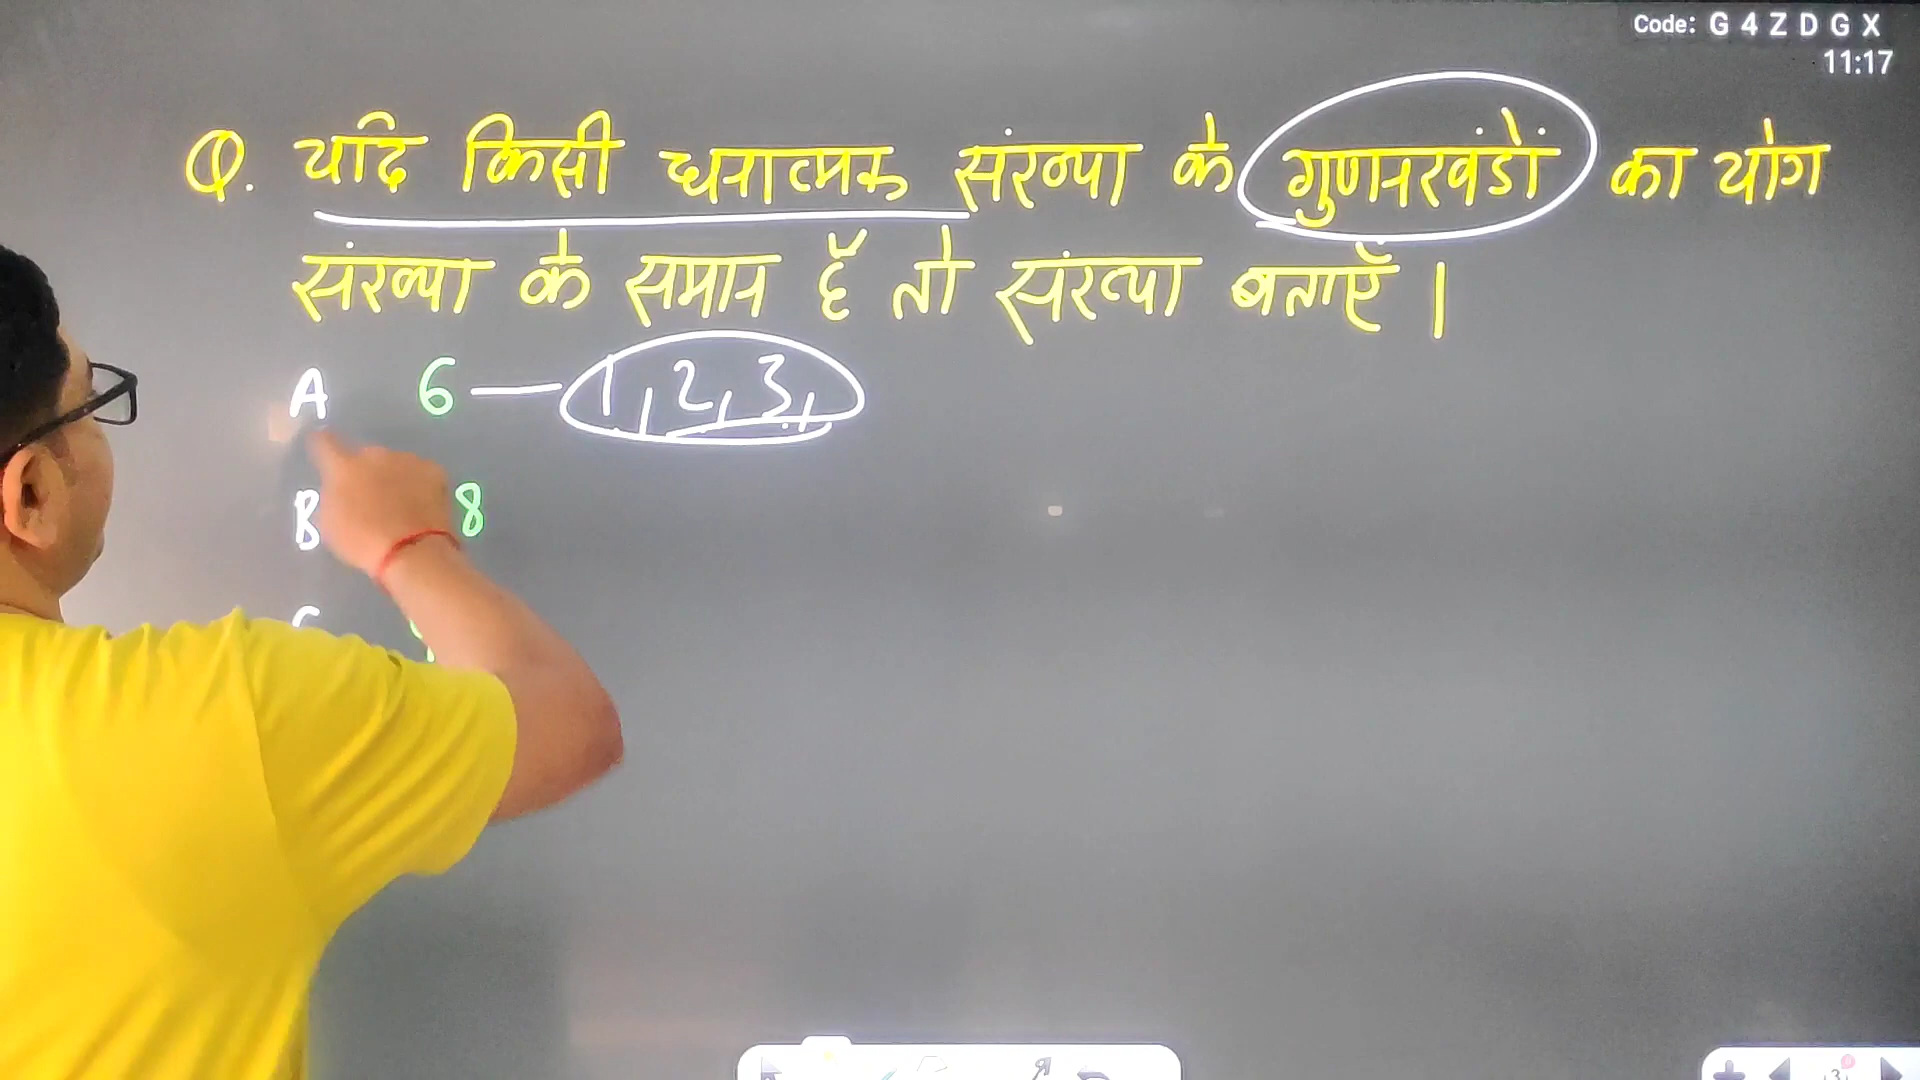 Code: G 4 Z D G X
11:17
Q. यदि किसी धनात्मक संख्या के गुणनखंडों का योग
संख्या के समान है तो संख्या बताएँ |
A 6 — 1, 2, 3,
B 8
C